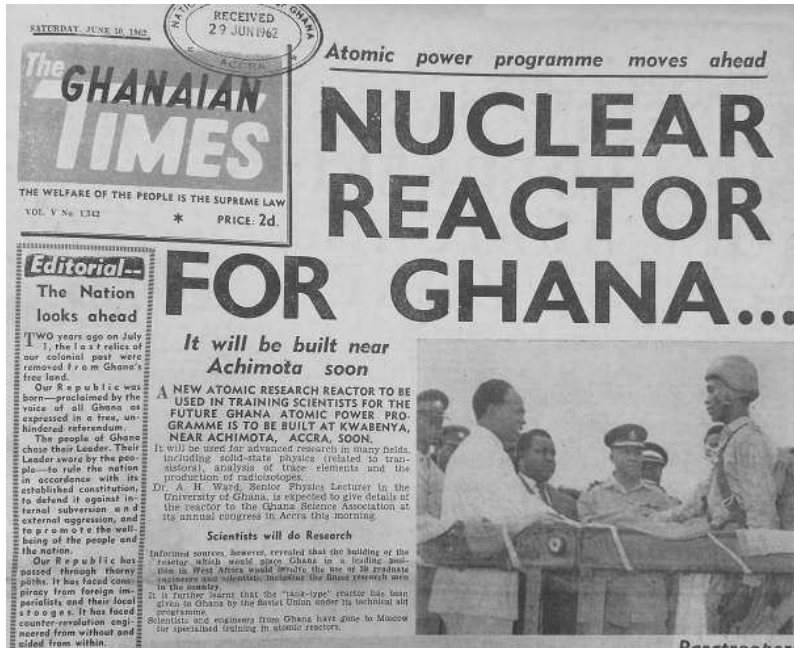 SATURDAY, JUNE 30, 1962
RECEIVED
29 JUN 1962
ACCRA
The
GHANAIAN
TIMES
THE WELFARE OF THE PEOPLE IS THE SUPREME LAW
VOL. V No. 1,342 * PRICE: 2d.
Atomic power programme moves ahead
NUCLEAR
REACTOR
FOR GHANA...
Editorial--
The Nation
looks ahead
TWO years ago on July
1, the last relics of
our colonial past were
removed from Ghana's
free land.
Our Republic was
born—proclaimed by the
voice of all Ghana as
expressed in a free, un-
hindered referendum.
The people of Ghana
chose their Leader. Their
Leader swore by the peo-
ple—to rule the nation
in accordance with its
established constitution,
to defend it against in-
ternal subversion and
external aggression, and
to promote the well-
being of the people and
the nation.
Our Republic has
passed through thorny
paths. It has faced cons-
piracy from foreign im-
perialists and their local
stooges. It has faced
counter-revolution engi-
neered from without and
aided from within.
It will be built near
Achimota soon
A NEW ATOMIC RESEARCH REACTOR TO BE
USED IN TRAINING SCIENTISTS FOR THE
FUTURE GHANA ATOMIC POWER PRO-
GRAMME IS TO BE BUILT AT KWABENYA,
NEAR ACHIMOTA, ACCRA, SOON.
It will be used for advanced research in many fields,
including solid-state physics (related to tran-
sistors), analysis of trace elements and the
production of radioisotopes.
Dr. A. H. Ward, Senior Physics Lecturer in the
University of Ghana, is expected to give details of
the reactor to the Ghana Science Association at
its annual congress in Accra this morning.
Scientists will do Research
Informed sources, however, revealed that the building of the
reactor which would place Ghana in a leading posi-
tion in West Africa would involve the use of 20 graduate
engineers and scientists, including the finest research men
in the country.
It is further learnt that the "tank-type" reactor has been
given to Ghana by the Soviet Union under its technical aid
programme.
Scientists and engineers from Ghana have gone to Moscow
for specialised training in atomic reactors.